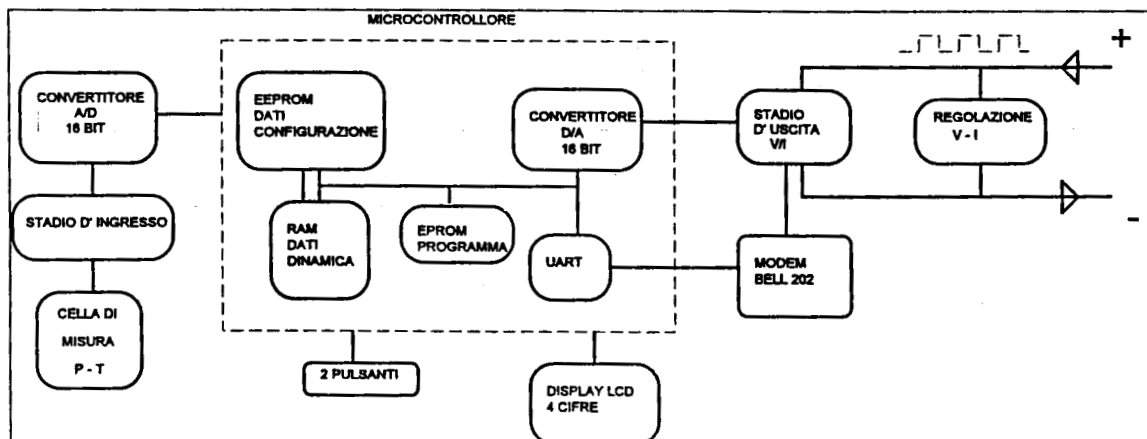 MICROCONTROLLORE
+
CONVERTITORE
A/D
16 BIT
EEPROM
DATI
CONFIGURAZIONE
CONVERTITORE
D/A
16 BIT
STADIO
D' USCITA
V/I
REGOLAZIONE
V - I
-
STADIO D' INGRESSO
RAM
DATI
DINAMICA
EPROM
PROGRAMMA
UART
MODEM
BELL 202
CELLA DI
MISURA
P - T
2 PULSANTI
DISPLAY LCD
4 CIFRE